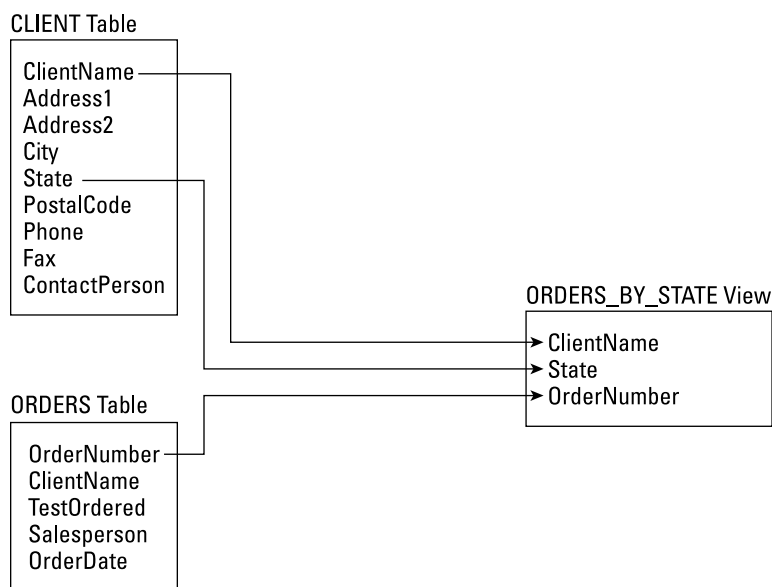 CLIENT Table
ClientName
Address1
Address2
City
State
PostalCode
Phone
Fax
ContactPerson
ORDERS_BY_STATE View
ClientName
State
OrderNumber
ORDERS Table
OrderNumber
ClientName
TestOrdered
Salesperson
OrderDate